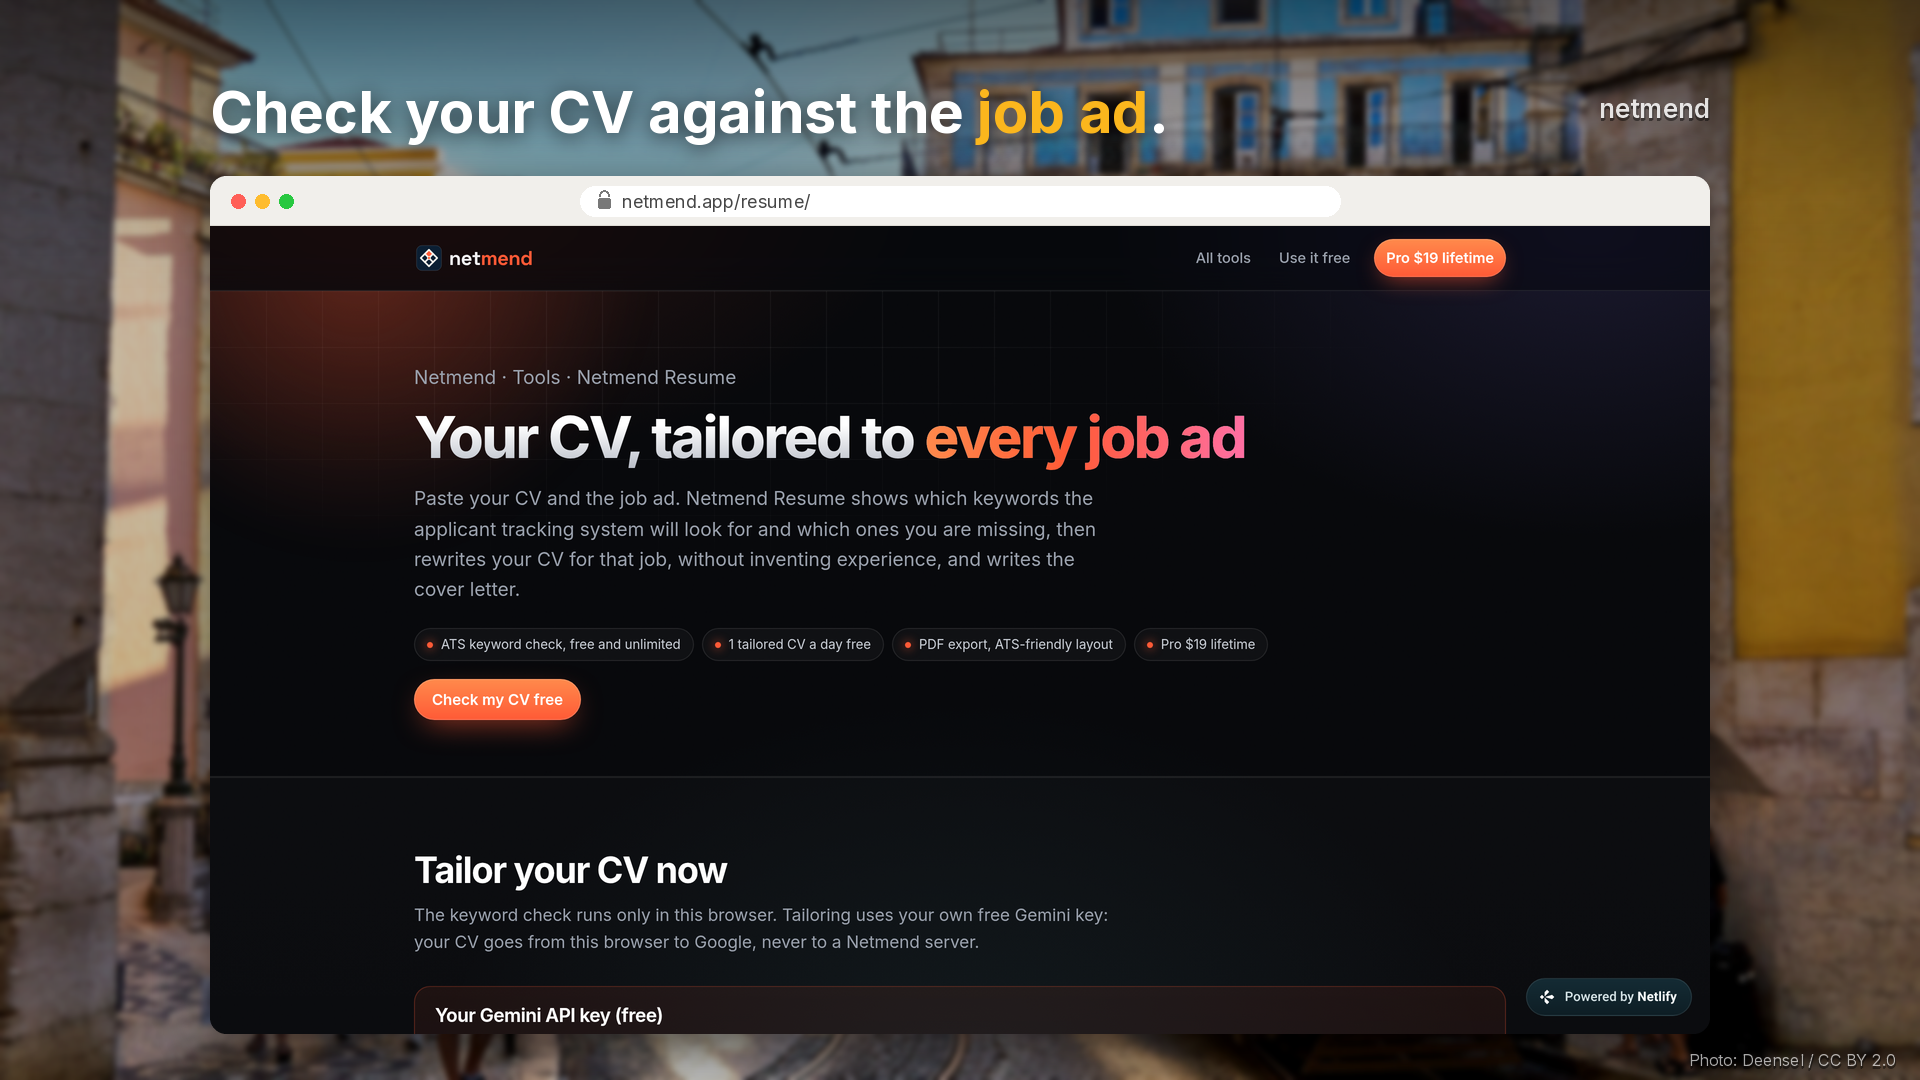 Check your CV against the job ad.
netmend
netmend.app/resume/
netmend
All tools
Use it free
Pro $19 lifetime
Netmend · Tools · Netmend Resume
Your CV, tailored to every job ad
Paste your CV and the job ad. Netmend Resume shows which keywords the
applicant tracking system will look for and which ones you are missing, then
rewrites your CV for that job, without inventing experience, and writes the
cover letter.
ATS keyword check, free and unlimited
1 tailored CV a day free
PDF export, ATS-friendly layout
Pro $19 lifetime
Check my CV free
Tailor your CV now
The keyword check runs only in this browser. Tailoring uses your own free Gemini key:
your CV goes from this browser to Google, never to a Netmend server.
Your Gemini API key (free)
Powered by Netlify
Photo: Deensel / CC BY 2.0